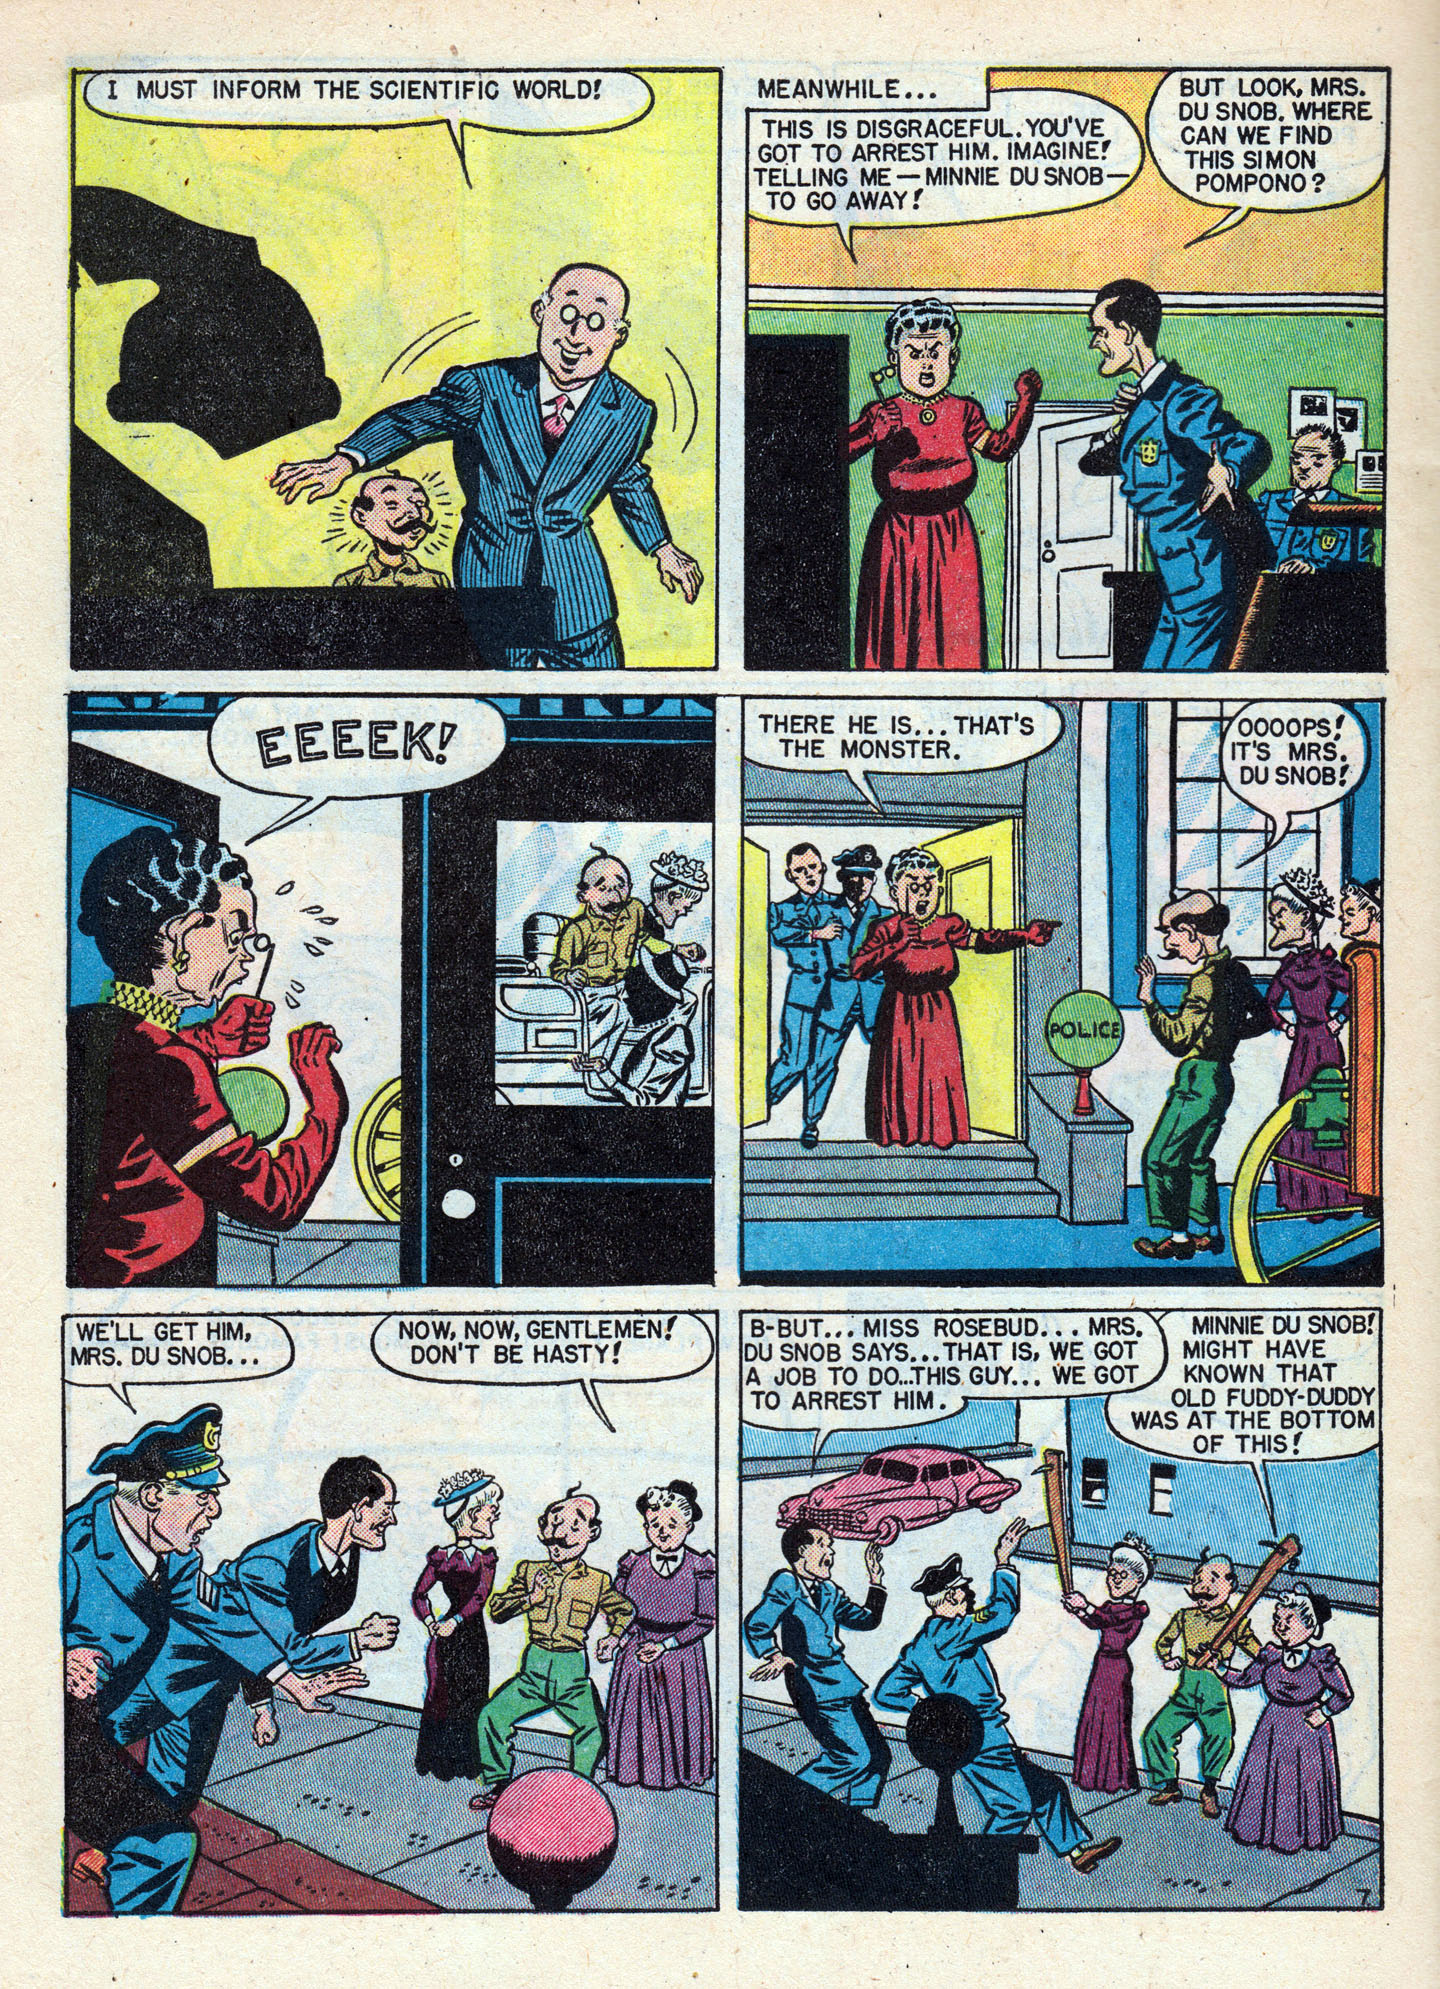 I MUST INFORM THE SCIENTIFIC WORLD!
MEANWHILE...
THIS IS DISGRACEFUL. YOU'VE
GOT TO ARREST HIM. IMAGINE!
TELLING ME — MINNIE DU SNOB —
TO GO AWAY!
BUT LOOK, MRS.
DU SNOB. WHERE
CAN WE FIND
THIS SIMON
POMPONO?
EEEEEK!
THERE HE IS... THAT'S
THE MONSTER.
OOOOPS!
IT'S MRS.
DU SNOB!
POLICE
WE'LL GET HIM,
MRS. DU SNOB...
NOW, NOW, GENTLEMEN!
DON'T BE HASTY!
B-BUT... MISS ROSEBUD... MRS.
DU SNOB SAYS...THAT IS, WE GOT
A JOB TO DO...THIS GUY... WE GOT
TO ARREST HIM.
MINNIE DU SNOB!
MIGHT HAVE
KNOWN THAT
OLD FUDDY-DUDDY
WAS AT THE BOTTOM
OF THIS!
7